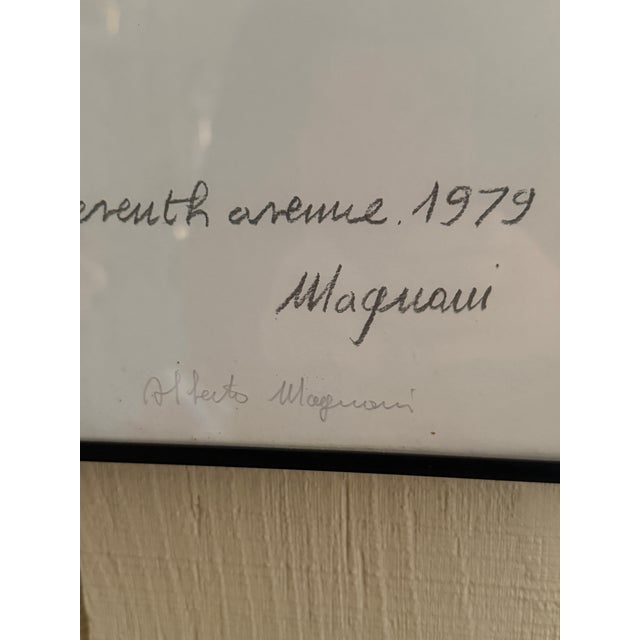 eventh avenue. 1979
Magnani
Alberto Magnani